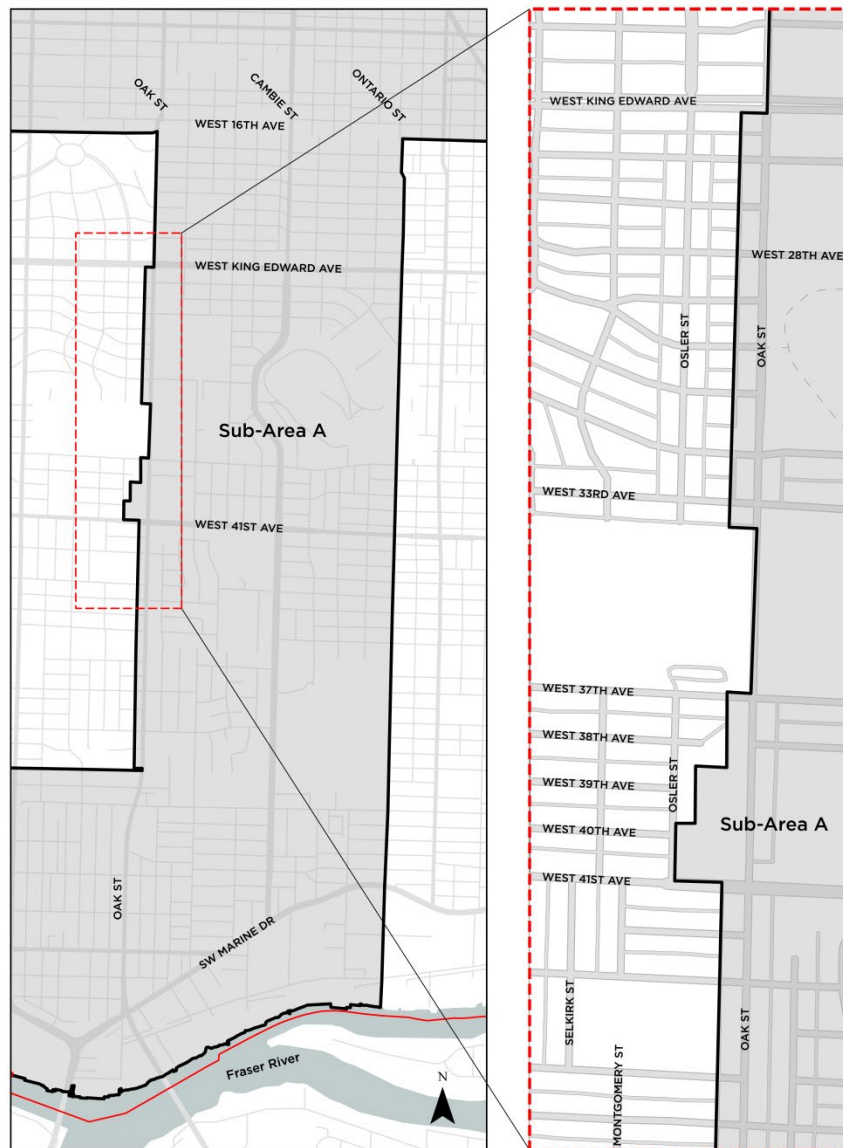 OAK ST
CAMBIE ST
ONTARIO ST
WEST 16TH AVE
WEST KING EDWARD AVE
Sub-Area A
WEST 41ST AVE
OAK ST
SW MARINE DR
Fraser River
N
WEST KING EDWARD AVE
WEST 28TH AVE
OSLER ST
OAK ST
WEST 33RD AVE
WEST 37TH AVE
WEST 38TH AVE
OSLER ST
WEST 39TH AVE
Sub-Area A
WEST 40TH AVE
WEST 41ST AVE
SELKIRK ST
OAK ST
MONTGOMERY ST